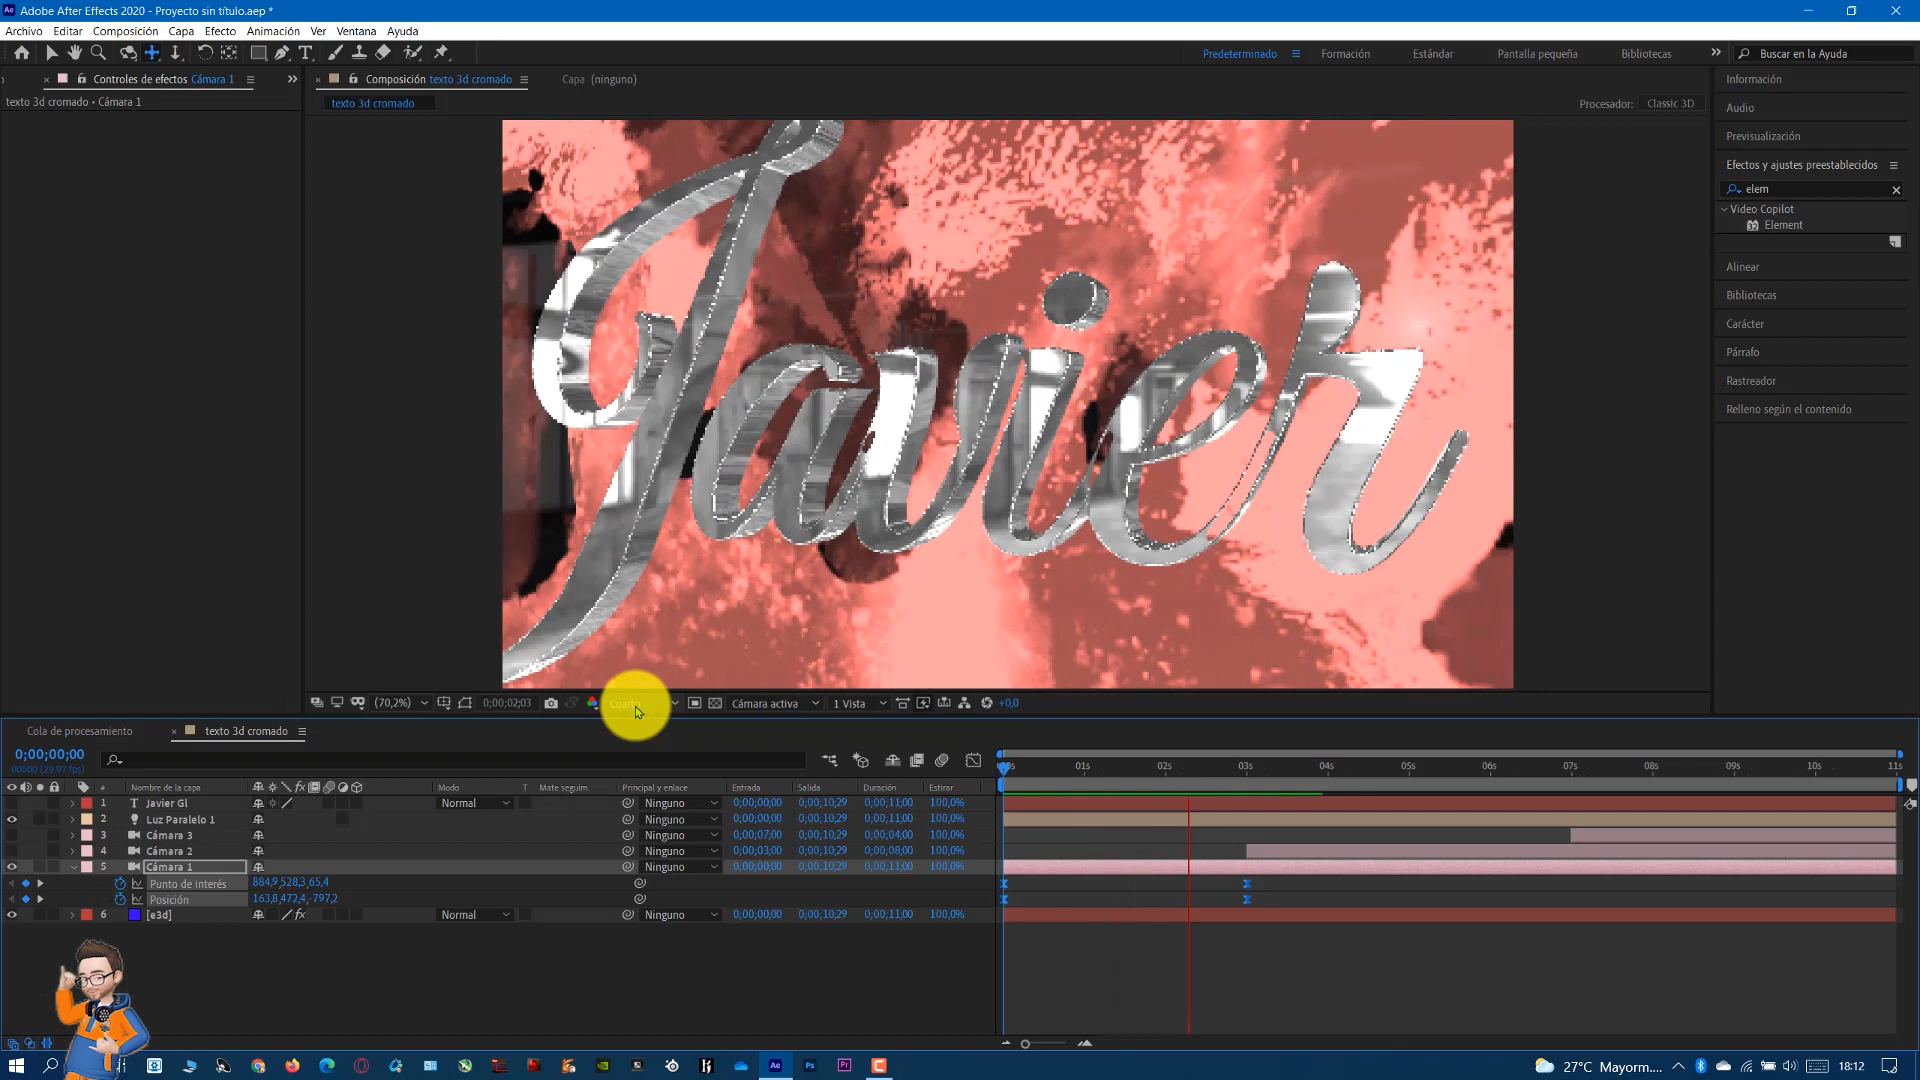 Adobe After Effects 2020 - Proyecto sin título.aep *
Archivo Editar Composición Capa Efecto Animación Ver Ventana Ayuda
Predeterminado Formación Estándar Pantalla pequeña Bibliotecas Buscar en la Ayuda
Controles de efectos Cámara 1
texto 3d cromado • Cámara 1
Composición texto 3d cromado
Capa (ninguno)
texto 3d cromado
Procesador: Classic 3D
Javier
Información
Audio
Previsualización
Efectos y ajustes preestablecidos
elem
Video Copilot
Element
Alinear
Bibliotecas
Carácter
Párrafo
Rastreador
Relleno según el contenido
(70,2%) 0;00;02;03 Cuarto Cámara activa 1 Vista +0,0
Cola de procesamiento texto 3d cromado
0;00;00;00
00000 (29.97 fps)
# Nombre de la capa Modo T Mate seguim. Principal y enlace Entrada Salida Duración Estirar
01s 02s 03s 04s 05s 06s 07s 08s 09s 10s 11s
1 T Javier Gl Normal Ninguno 0;00;00;00 0;00;10;29 0;00;11;00 100,0%
2 Luz Paralelo 1 Ninguno 0;00;00;00 0;00;10;29 0;00;11;00 100,0%
3 Cámara 3 Ninguno 0;00;07;00 0;00;10;29 0;00;04;00 100,0%
4 Cámara 2 Ninguno 0;00;03;00 0;00;10;29 0;00;08;00 100,0%
5 Cámara 1 Ninguno 0;00;00;00 0;00;10;29 0;00;11;00 100,0%
Punto de interés 884,9,528,3,65,4
Posición 163,8,472,4,-797,2
6 [e3d] Normal Ninguno 0;00;00;00 0;00;10;29 0;00;11;00 100,0%
27°C Mayorm.... 18:12